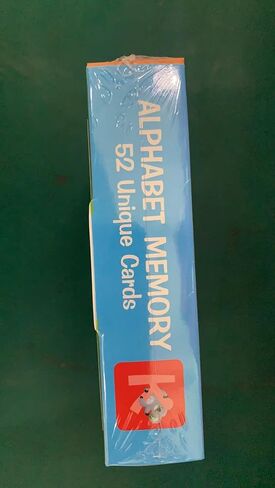 ALPHABET MEMORY
52 Unique Cards
K